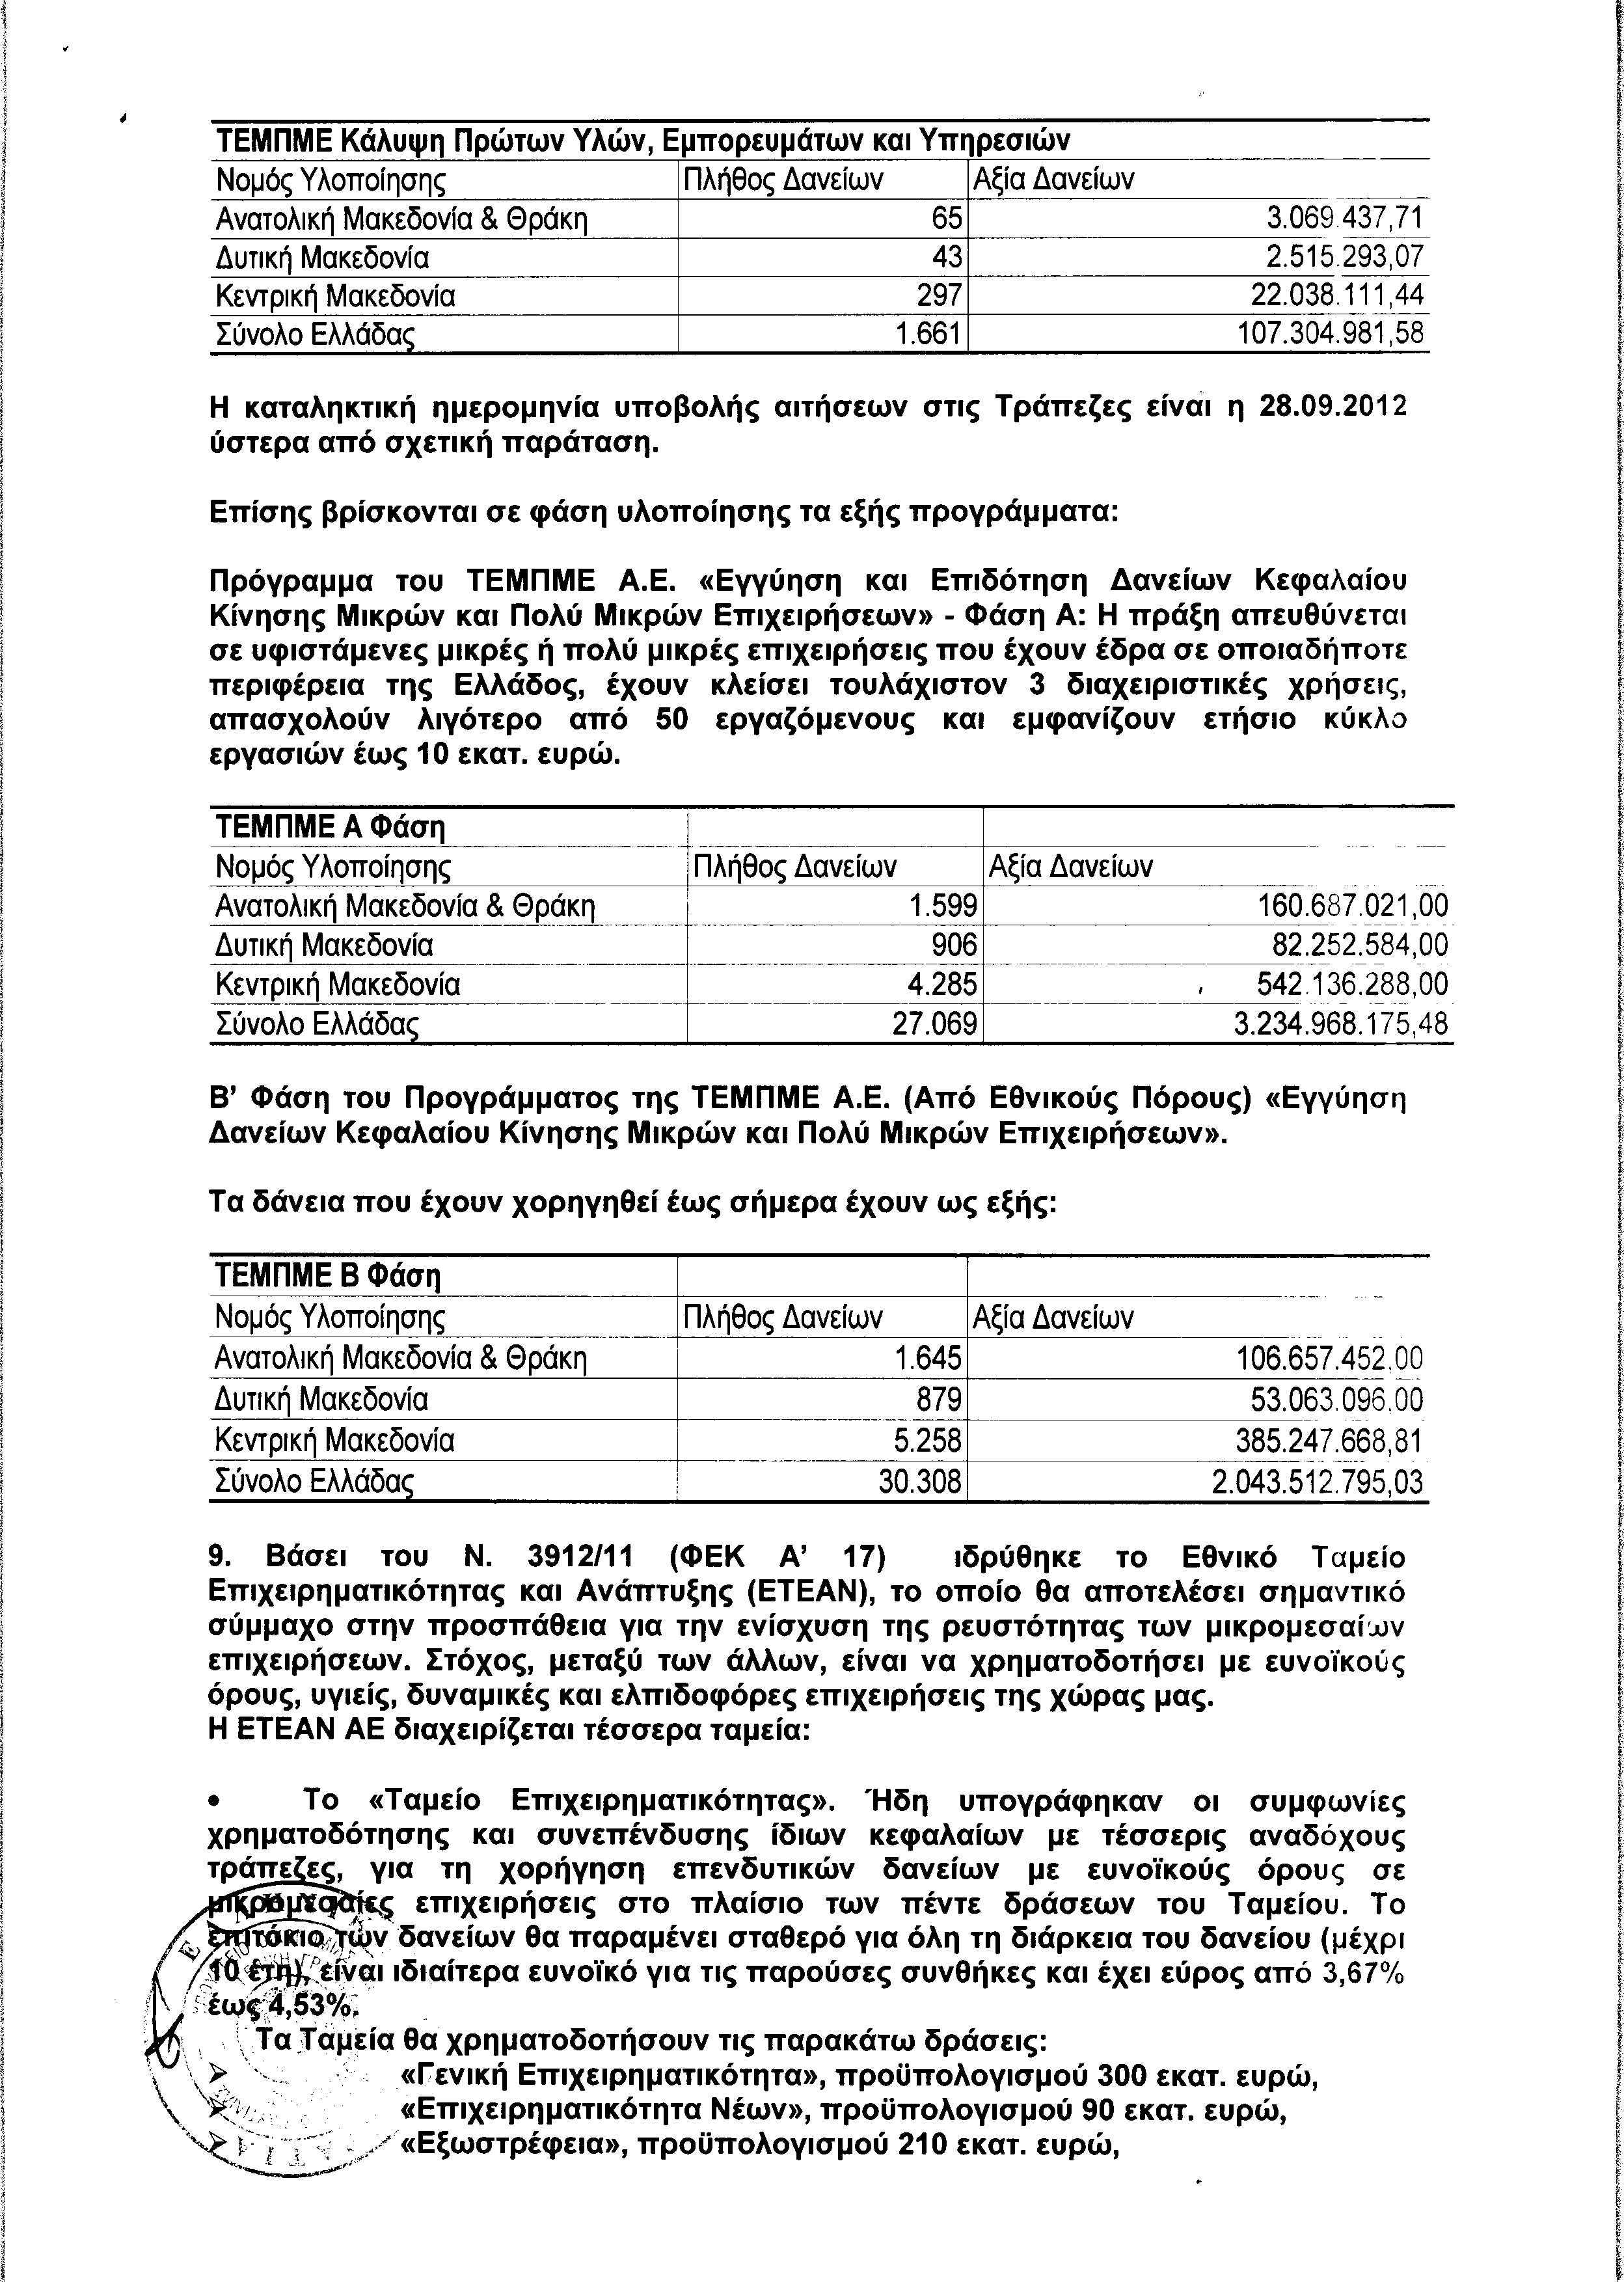 ΤΕΜΠΜΕ Κάλυψη Πρώτων Υλών, Εμπορευμάτων και Υπηρεσιών
Νομός Υλοποίησης Πλήθος Δανείων Αξία Δανείων
Ανατολική Μακεδονία & Θράκη 65 3.069.437,71
Δυτική Μακεδονία 43 2.515.293,07
Κεντρική Μακεδονία 297 22.038.111,44
Σύνολο Ελλάδας 1.661 107.304.981,58
Η καταληκτική ημερομηνία υποβολής αιτήσεων στις Τράπεζες είναι η 28.09.2012
ύστερα από σχετική παράταση.
Επίσης βρίσκονται σε φάση υλοποίησης τα εξής προγράμματα:
Πρόγραμμα του ΤΕΜΠΜΕ Α.Ε. «Εγγύηση και Επιδότηση Δανείων Κεφαλαίου
Κίνησης Μικρών και Πολύ Μικρών Επιχειρήσεων» - Φάση Α: Η πράξη απευθύνεται
σε υφιστάμενες μικρές ή πολύ μικρές επιχειρήσεις που έχουν έδρα σε οποιαδήποτε
περιφέρεια της Ελλάδος, έχουν κλείσει τουλάχιστον 3 διαχειριστικές χρήσεις,
απασχολούν λιγότερο από 50 εργαζόμενους και εμφανίζουν ετήσιο κύκλο
εργασιών έως 10 εκατ. ευρώ.
ΤΕΜΠΜΕ Α Φάση
Νομός Υλοποίησης Πλήθος Δανείων Αξία Δανείων
Ανατολική Μακεδονία & Θράκη 1.599 160.687.021,00
Δυτική Μακεδονία 906 82.252.584,00
Κεντρική Μακεδονία 4.285 542.136.288,00
Σύνολο Ελλάδας 27.069 3.234.968.175,48
Β' Φάση του Προγράμματος της ΤΕΜΠΜΕ Α.Ε. (Από Εθνικούς Πόρους) «Εγγύηση
Δανείων Κεφαλαίου Κίνησης Μικρών και Πολύ Μικρών Επιχειρήσεων».
Τα δάνεια που έχουν χορηγηθεί έως σήμερα έχουν ως εξής:
ΤΕΜΠΜΕ Β Φάση
Νομός Υλοποίησης Πλήθος Δανείων Αξία Δανείων
Ανατολική Μακεδονία & Θράκη 1.645 106.657.452,00
Δυτική Μακεδονία 879 53.063.096,00
Κεντρική Μακεδονία 5.258 385.247.668,81
Σύνολο Ελλάδας 30.308 2.043.512.795,03
9. Βάσει του Ν. 3912/11 (ΦΕΚ Α' 17) ιδρύθηκε το Εθνικό Ταμείο
Επιχειρηματικότητας και Ανάπτυξης (ΕΤΕΑΝ), το οποίο θα αποτελέσει σημαντικό
σύμμαχο στην προσπάθεια για την ενίσχυση της ρευστότητας των μικρομεσαίων
επιχειρήσεων. Στόχος, μεταξύ των άλλων, είναι να χρηματοδοτήσει με ευνοϊκούς
όρους, υγιείς, δυναμικές και ελπιδοφόρες επιχειρήσεις της χώρας μας.
Η ΕΤΕΑΝ ΑΕ διαχειρίζεται τέσσερα ταμεία:
• Το «Ταμείο Επιχειρηματικότητας». Ήδη υπογράφηκαν οι συμφωνίες
χρηματοδότησης και συνεπένδυσης ίδιων κεφαλαίων με τέσσερις αναδόχους
τράπεζες, για τη χορήγηση επενδυτικών δανείων με ευνοϊκούς όρους σε
μικρομεσαίες επιχειρήσεις στο πλαίσιο των πέντε δράσεων του Ταμείου. Το
επιτόκιο των δανείων θα παραμένει σταθερό για όλη τη διάρκεια του δανείου (μέχρι
10 έτη), είναι ιδιαίτερα ευνοϊκό για τις παρούσες συνθήκες και έχει εύρος από 3,67%
έως 4,53%.
Τα Ταμεία θα χρηματοδοτήσουν τις παρακάτω δράσεις:
➢ «Γενική Επιχειρηματικότητα», προϋπολογισμού 300 εκατ. ευρώ,
➢ «Επιχειρηματικότητα Νέων», προϋπολογισμού 90 εκατ. ευρώ,
➢ «Εξωστρέφεια», προϋπολογισμού 210 εκατ. ευρώ,